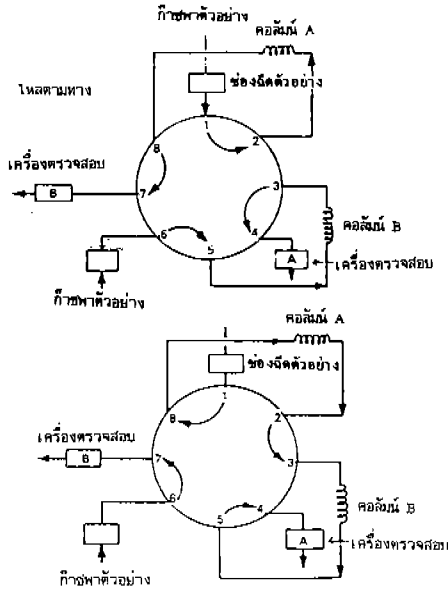 ก๊าซพาตัวอย่าง
คอลัมน์ A
ไหลตามทาง
ช่องฉีดตัวอย่าง
1
8
2
เครื่องตรวจสอบ
B
7
3
6
5
4
คอลัมน์ B
A
เครื่องตรวจสอบ
ก๊าซพาตัวอย่าง
คอลัมน์ A
ช่องฉีดตัวอย่าง
1
8
2
เครื่องตรวจสอบ
B
7
3
6
5
4
คอลัมน์ B
A
เครื่องตรวจสอบ
ก๊าซพาตัวอย่าง